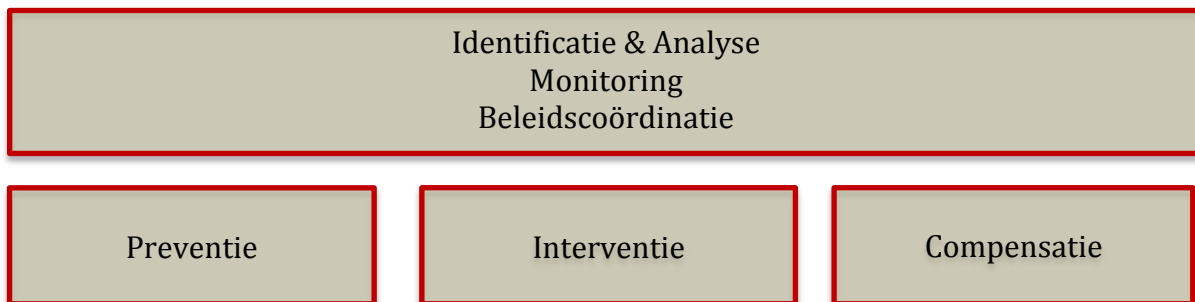 Identificatie & Analyse
Monitoring
Beleidscoördinatie
Preventie
Interventie
Compensatie